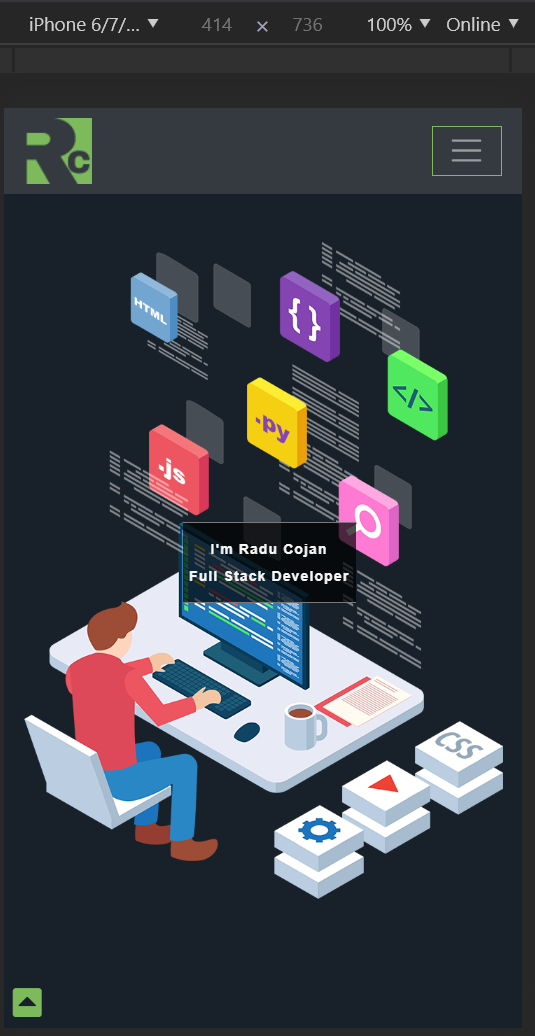 iPhone 6/7/... ▼ 414 × 736 100% ▼ Online ▼
Rc
HTML
{ }
</>
.py
.js
I'm Radu Cojan
Full Stack Developer
CSS